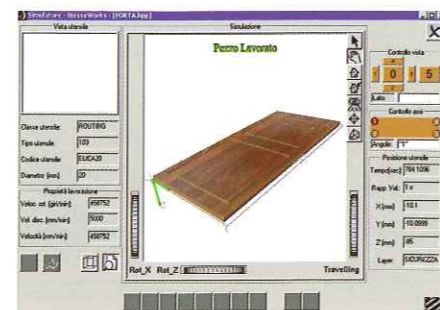 Simulatore - BiesseWorks - [PORTA.bpp]
Vista utensile
Simulazione
Pezzo Lavorato
Controllo vista
0
5
Lato:
Controllo assi
Angolo:
Classe utensile:
ROUTING
Tipo utensile:
103
Codice utensile:
ELICA20
Diametro (mm):
20
Proprietà lavorazione
Veloc. rot. (giri/min):
458752
Vel. disc. (mm/min):
5000
Velocità (mm/min):
458752
Posizione utensile
Tempo(sec):
784.1096
Rapp. Vel.:
1 x
X (mm)
-10.1
Y (mm)
-10.0999
Z (mm)
-85
Layer:
SICUREZZA
Rot_X Rot_Z
Travelling